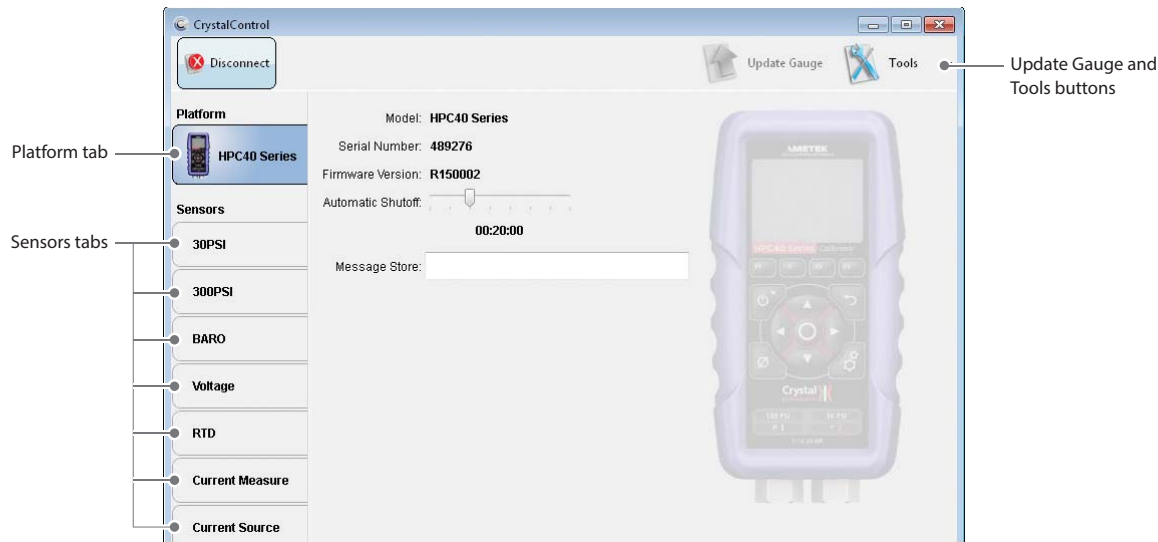 CrystalControl
Disconnect
Update Gauge
Tools
Update Gauge and
Tools buttons
Platform
Platform tab
HPC40 Series
Model: HPC40 Series
Serial Number: 489276
Firmware Version: R150002
Automatic Shutoff:
00:20:00
Message Store:
Sensors
Sensors tabs
30PSI
300PSI
BARO
Voltage
RTD
Current Measure
Current Source
AMETEK
HPC40 Series Calibrator
Crystal